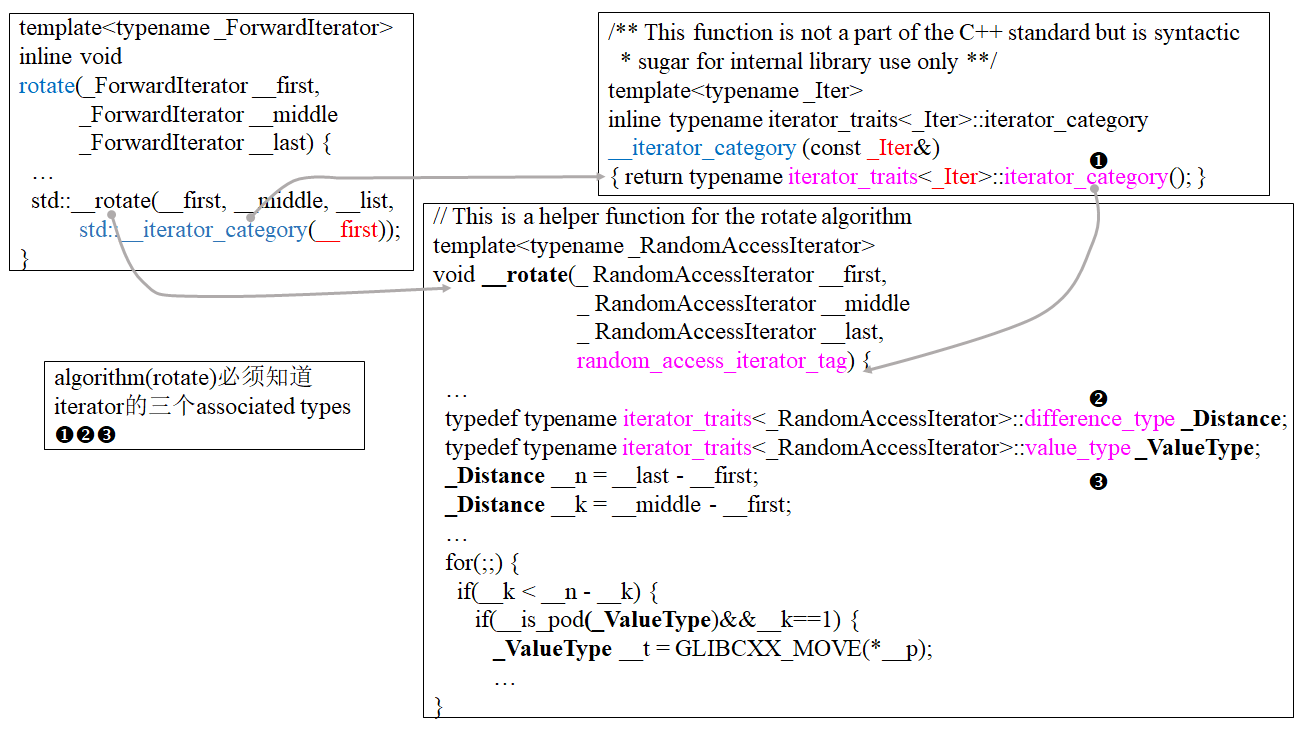 template<typename _ForwardIterator>
inline void
rotate(_ForwardIterator __first,
_ForwardIterator __middle
_ForwardIterator __last) {
…
std::__rotate(__first, __middle, __list,
std::__iterator_category(__first));
}
/** This function is not a part of the C++ standard but is syntactic
* sugar for internal library use only **/
template<typename _Iter>
inline typename iterator_traits<_Iter>::iterator_category
__iterator_category (const _Iter&)
❶
{ return typename iterator_traits<_Iter>::iterator_category(); }
// This is a helper function for the rotate algorithm
template<typename _RandomAccessIterator>
void __rotate(_ RandomAccessIterator __first,
_ RandomAccessIterator __middle
_ RandomAccessIterator __last,
random_access_iterator_tag) {
…
❷
typedef typename iterator_traits<_RandomAccessIterator>::difference_type _Distance;
typedef typename iterator_traits<_RandomAccessIterator>::value_type _ValueType;
❸
_Distance __n = __last - __first;
_Distance __k = __middle - __first;
…
for(;;) {
if(__k < __n - __k) {
if(__is_pod(_ValueType)&&__k==1) {
_ValueType __t = GLIBCXX_MOVE(*__p);
…
}
algorithm(rotate)必须知道
iterator的三个associated types
❶❷❸